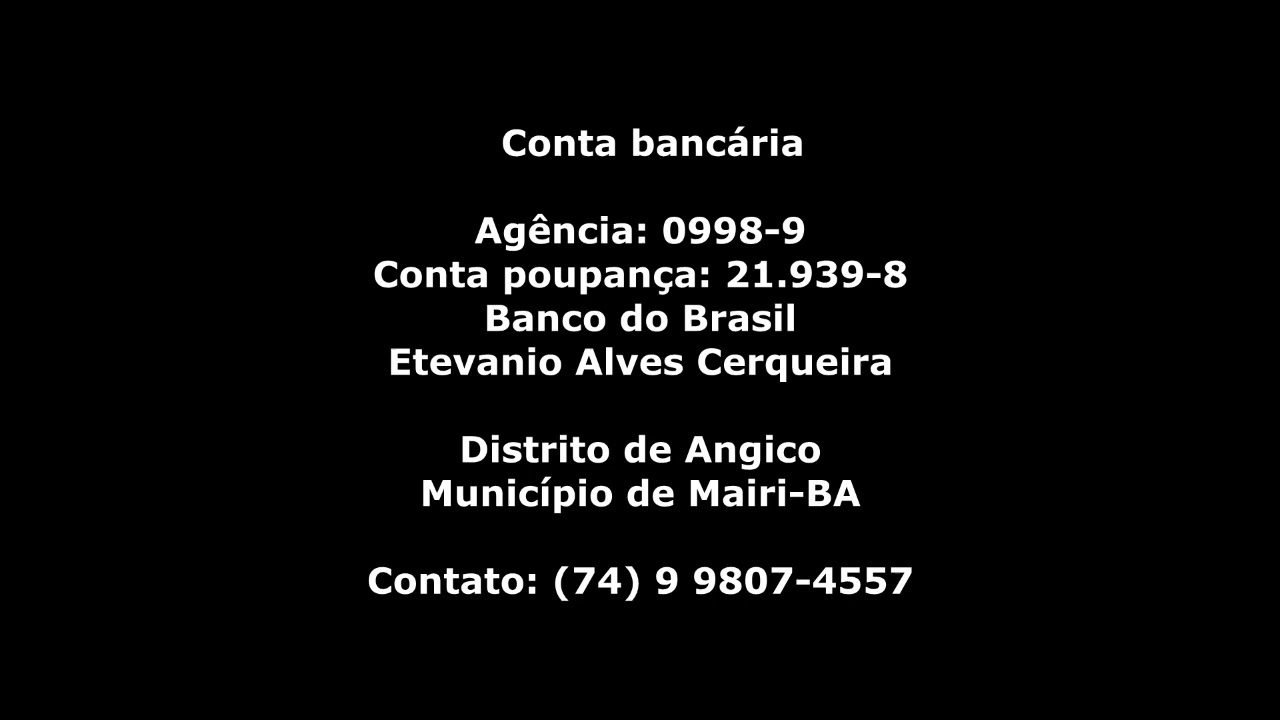 Conta bancária
Agência: 0998-9
Conta poupança: 21.939-8
Banco do Brasil
Etevanio Alves Cerqueira
Distrito de Angico
Município de Mairi-BA
Contato: (74) 9 9807-4557